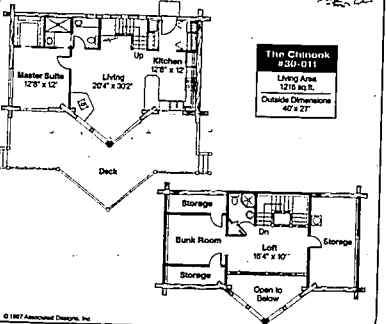 The Chinook
#30-011
Living Area
1216 sq.ft.
Outside Dimensions
40' x 27'
Up
Master Suite
12'8" x 12'
Living
20'4" x 30'2"
Kitchen
12'8" x 12'
Deck
Storage
Bunk Room
Storage
Dn
Loft
16'4" x 10'
Storage
Open to
Below
© 1987 Associated Designs, Inc.